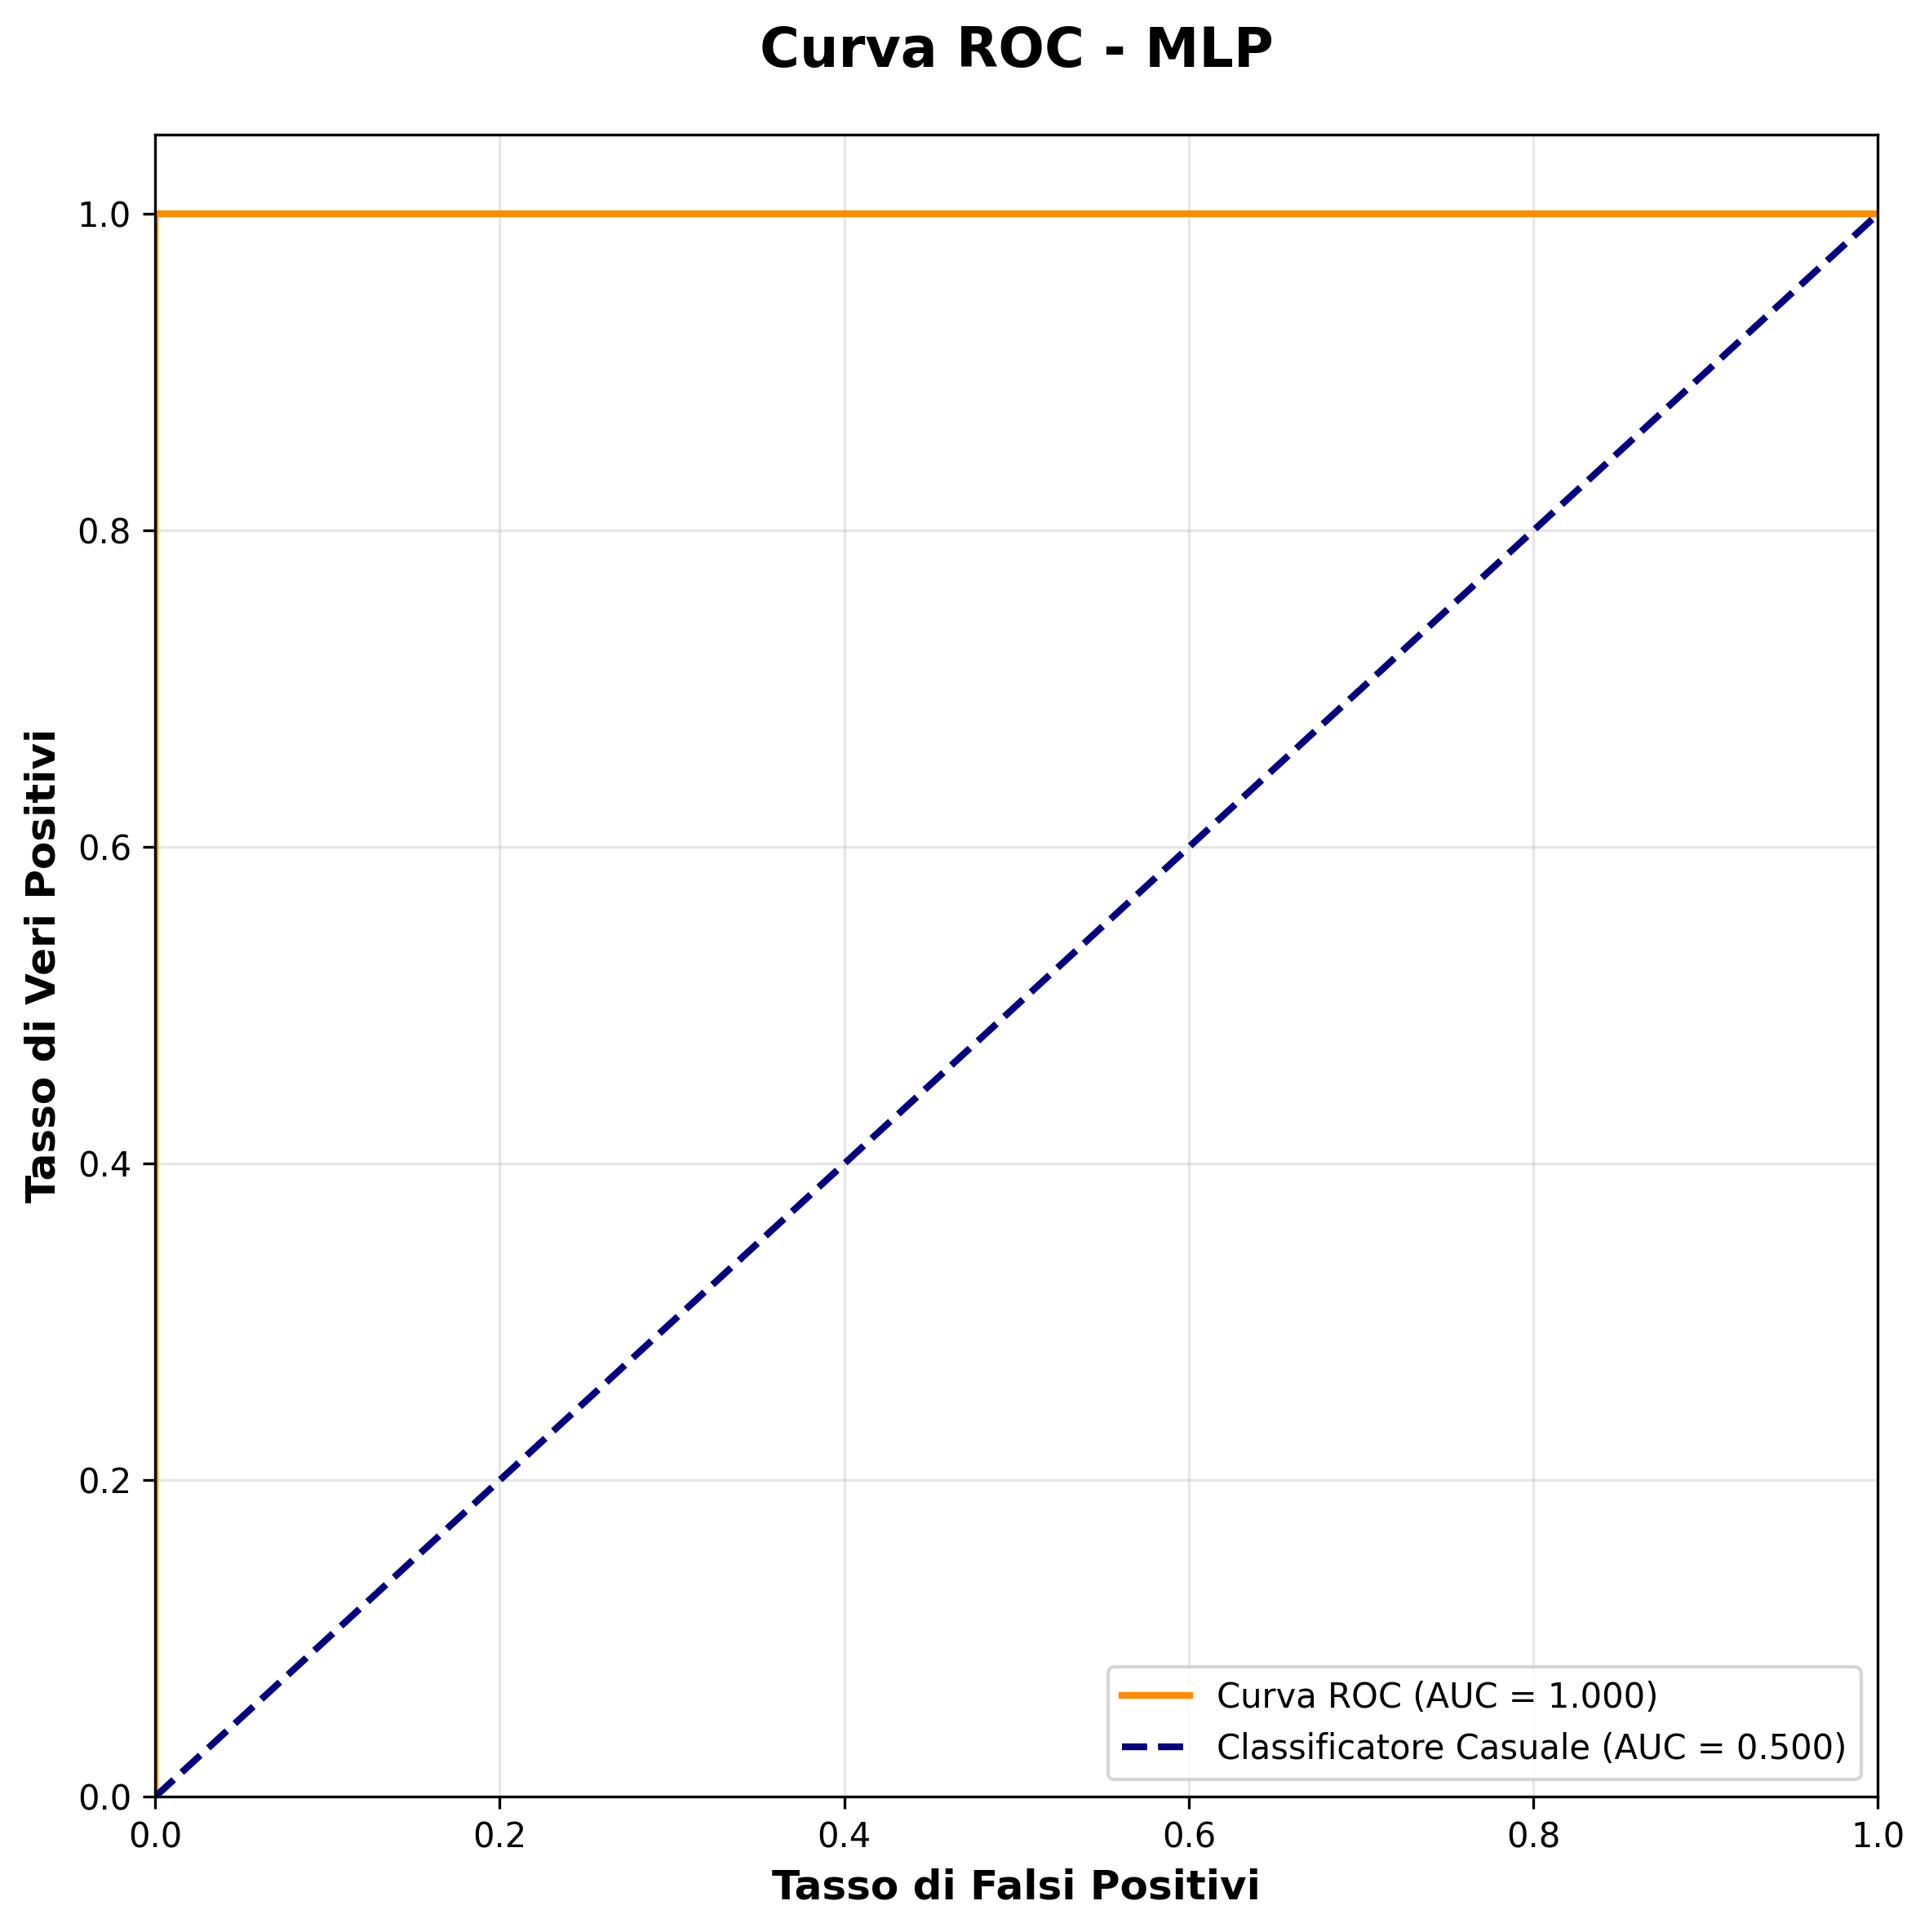 Curva ROC - MLP
1.0
0.8
0.6
0.4
0.2
0.0
Tasso di Veri Positivi
Curva ROC (AUC = 1.000)
Classificatore Casuale (AUC = 0.500)
0.0 0.2 0.4 0.6 0.8 1.0
Tasso di Falsi Positivi